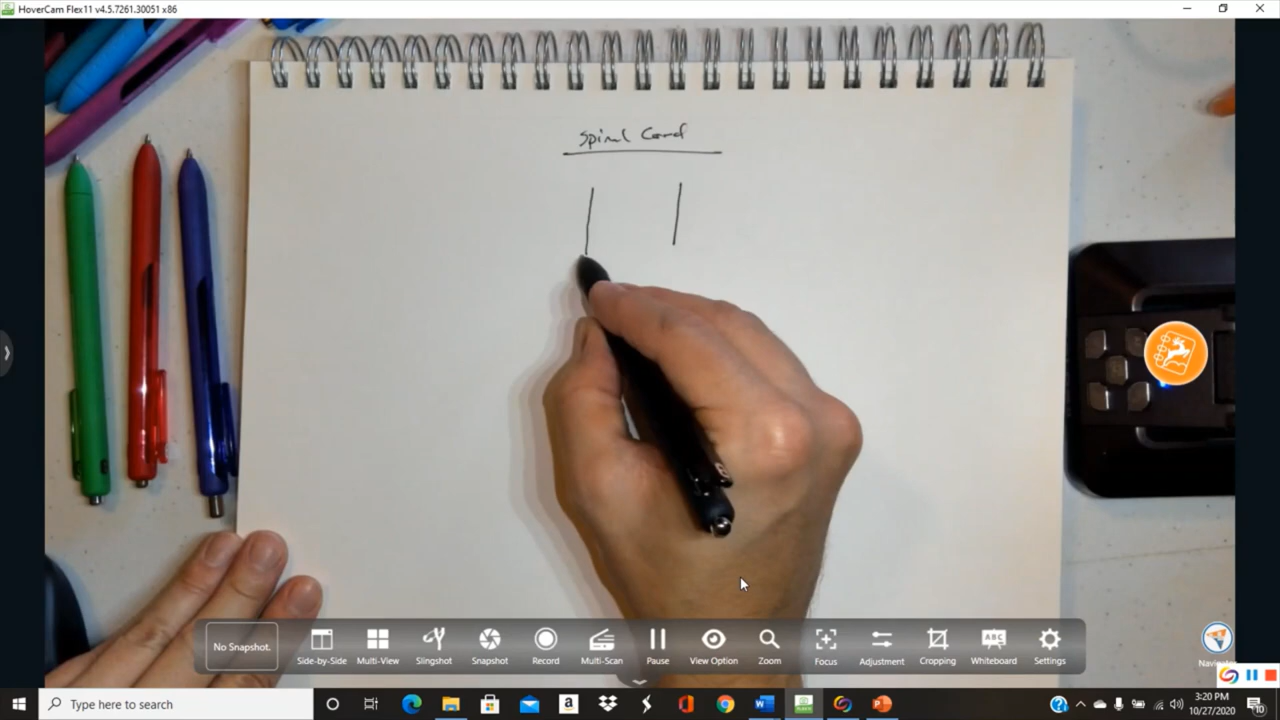 HoverCam Flex11 v4.5.7261.30051 x86
Spinal Cord
No Snapshot.
Side-by-Side
Multi-View
Slingshot
Snapshot
Record
Multi-Scan
Pause
View Option
Zoom
Focus
Adjustment
Cropping
ABC
Whiteboard
Settings
Type here to search
3:20 PM
10/27/2020